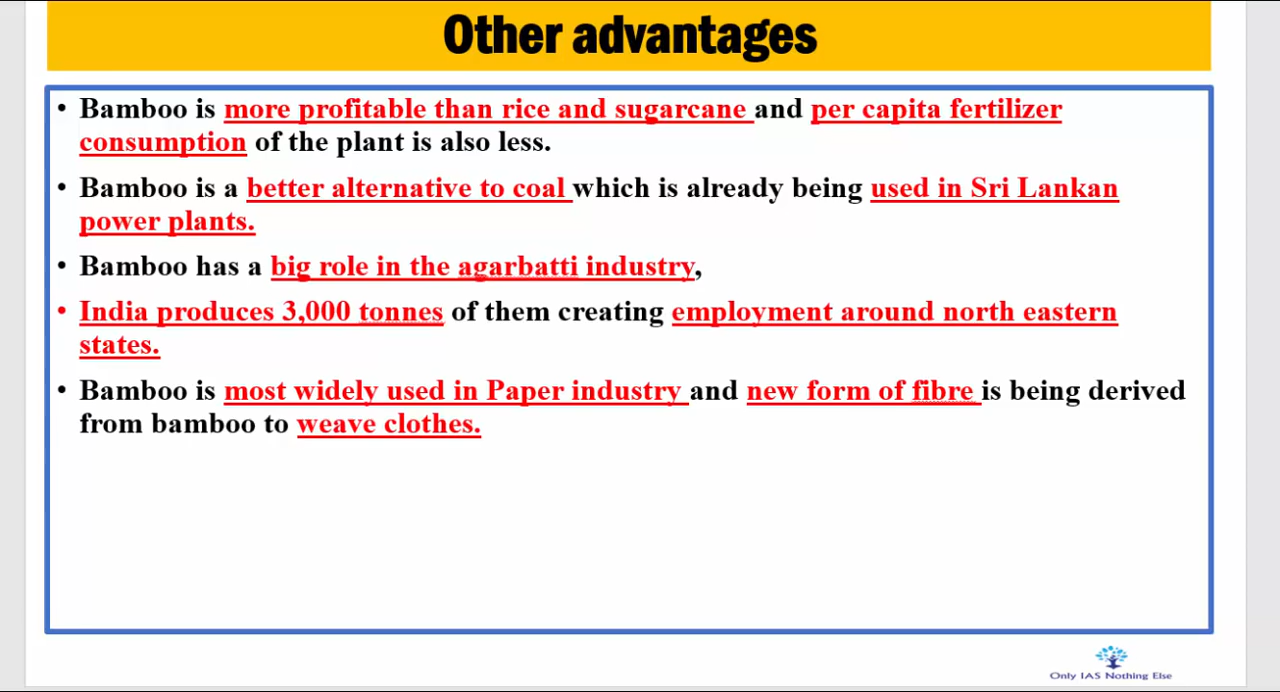 Other advantages
• Bamboo is more profitable than rice and sugarcane and per capita fertilizer
consumption of the plant is also less.
• Bamboo is a better alternative to coal which is already being used in Sri Lankan
power plants.
• Bamboo has a big role in the agarbatti industry,
• India produces 3,000 tonnes of them creating employment around north eastern
states.
• Bamboo is most widely used in Paper industry and new form of fibre is being derived
from bamboo to weave clothes.
Only IAS Nothing Else